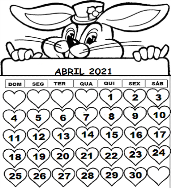 ABRIL 2021
DOM SEG TER QUA QUI SEX SÁB
1 2 3
4 5 6 7 8 9 10
11 12 13 14 15 16 17
18 19 20 21 22 23 24
25 26 27 28 29 30